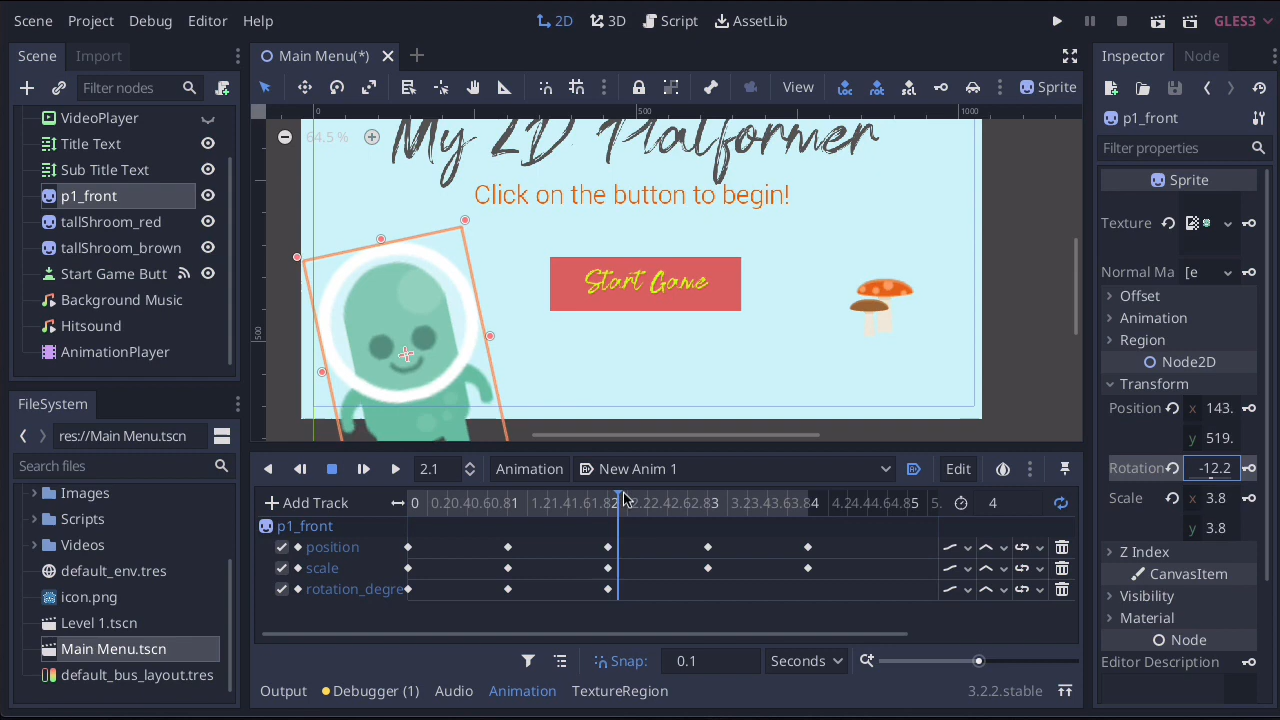 Scene Project Debug Editor Help 2D 3D Script AssetLib GLES3
Scene Import Main Menu(*) Inspector Node
Filter nodes View Sprite
VideoPlayer
Title Text
Sub Title Text
p1_front
tallShroom_red
tallShroom_brown
Start Game Butt
Background Music
Hitsound
AnimationPlayer
FileSystem
res://Main Menu.tscn
Search files
Images
Scripts
Videos
default_env.tres
icon.png
Level 1.tscn
Main Menu.tscn
default_bus_layout.tres
0 500 1000
500
64.5 %
My 2D Platformer
Click on the button to begin!
Start Game
2.1 Animation New Anim 1 Edit
Add Track 0 1 2 3 4 5 4
p1_front
position
scale
rotation_degre
Snap: 0.1 Seconds
Output Debugger (1) Audio Animation TextureRegion 3.2.2.stable
p1_front
Filter properties
Sprite
Texture
Normal Ma [e
Offset
Animation
Region
Node2D
Transform
Position x 143.
y 519.
Rotation -12.2
Scale x 3.8
y 3.8
Z Index
CanvasItem
Visibility
Material
Node
Editor Description